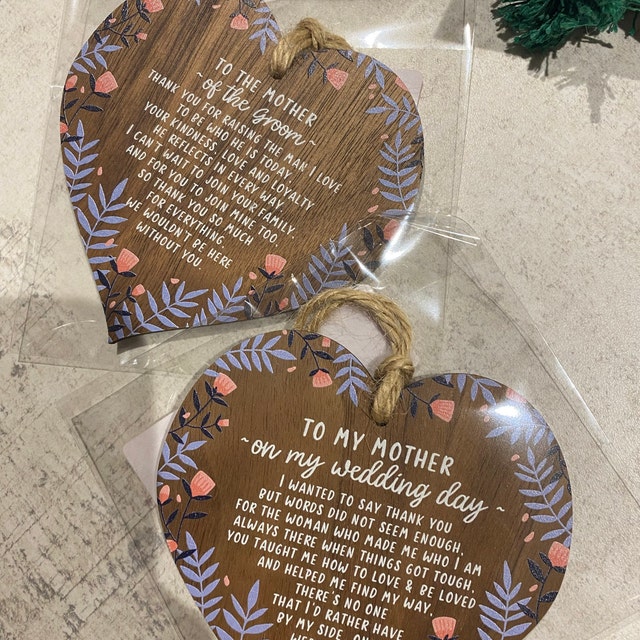 TO THE MOTHER
~ of the groom ~
THANK YOU FOR RAISING THE MAN I LOVE
TO BE WHO HE IS TODAY.
YOUR KINDNESS, LOVE AND LOYALTY
HE REFLECTS IN EVERY WAY.
I CAN'T WAIT TO JOIN YOUR FAMILY.
AND FOR YOU TO JOIN MINE TOO.
SO THANK YOU SO MUCH
FOR EVERYTHING.
WE WOULDN'T BE HERE
WITHOUT YOU.
TO MY MOTHER
~ on my wedding day ~
I WANTED TO SAY THANK YOU
BUT WORDS DID NOT SEEM ENOUGH,
FOR THE WOMAN WHO MADE ME WHO I AM
ALWAYS THERE WHEN THINGS GOT TOUGH.
YOU TAUGHT ME HOW TO LOVE & BE LOVED
AND HELPED ME FIND MY WAY.
THERE'S NO ONE
THAT I'D RATHER HAVE
BY MY SIDE ON